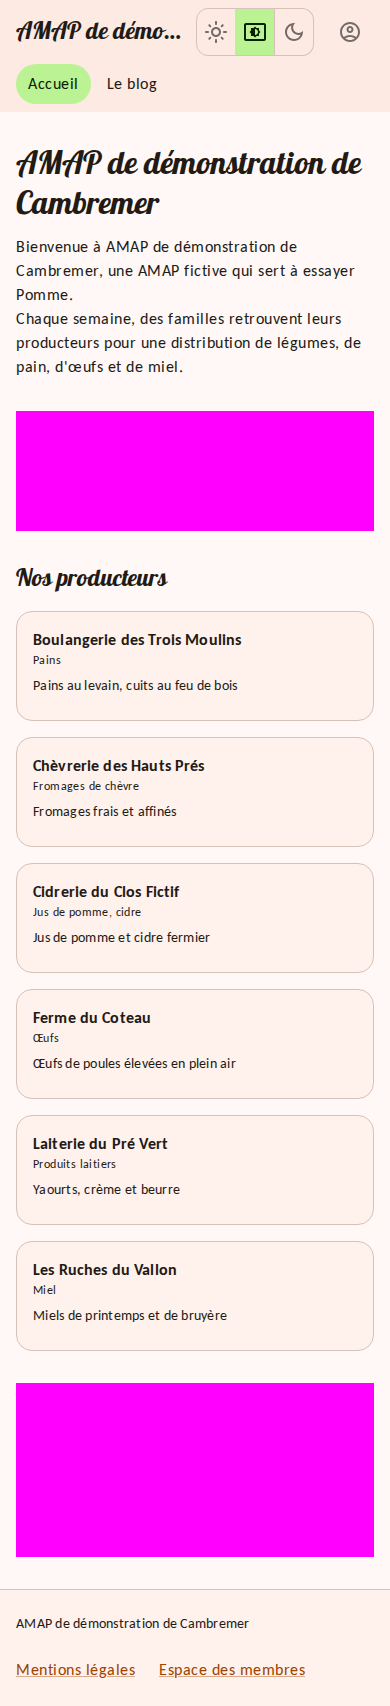 AMAP de démo...
Accueil Le blog
AMAP de démonstration de
Cambremer
Bienvenue à AMAP de démonstration de
Cambremer, une AMAP fictive qui sert à essayer
Pomme.
Chaque semaine, des familles retrouvent leurs
producteurs pour une distribution de légumes, de
pain, d'œufs et de miel.
Nos producteurs
Boulangerie des Trois Moulins
Pains
Pains au levain, cuits au feu de bois
Chèvrerie des Hauts Prés
Fromages de chèvre
Fromages frais et affinés
Cidrerie du Clos Fictif
Jus de pomme, cidre
Jus de pomme et cidre fermier
Ferme du Coteau
Œufs
Œufs de poules élevées en plein air
Laiterie du Pré Vert
Produits laitiers
Yaourts, crème et beurre
Les Ruches du Vallon
Miel
Miels de printemps et de bruyère
AMAP de démonstration de Cambremer
Mentions légales Espace des membres